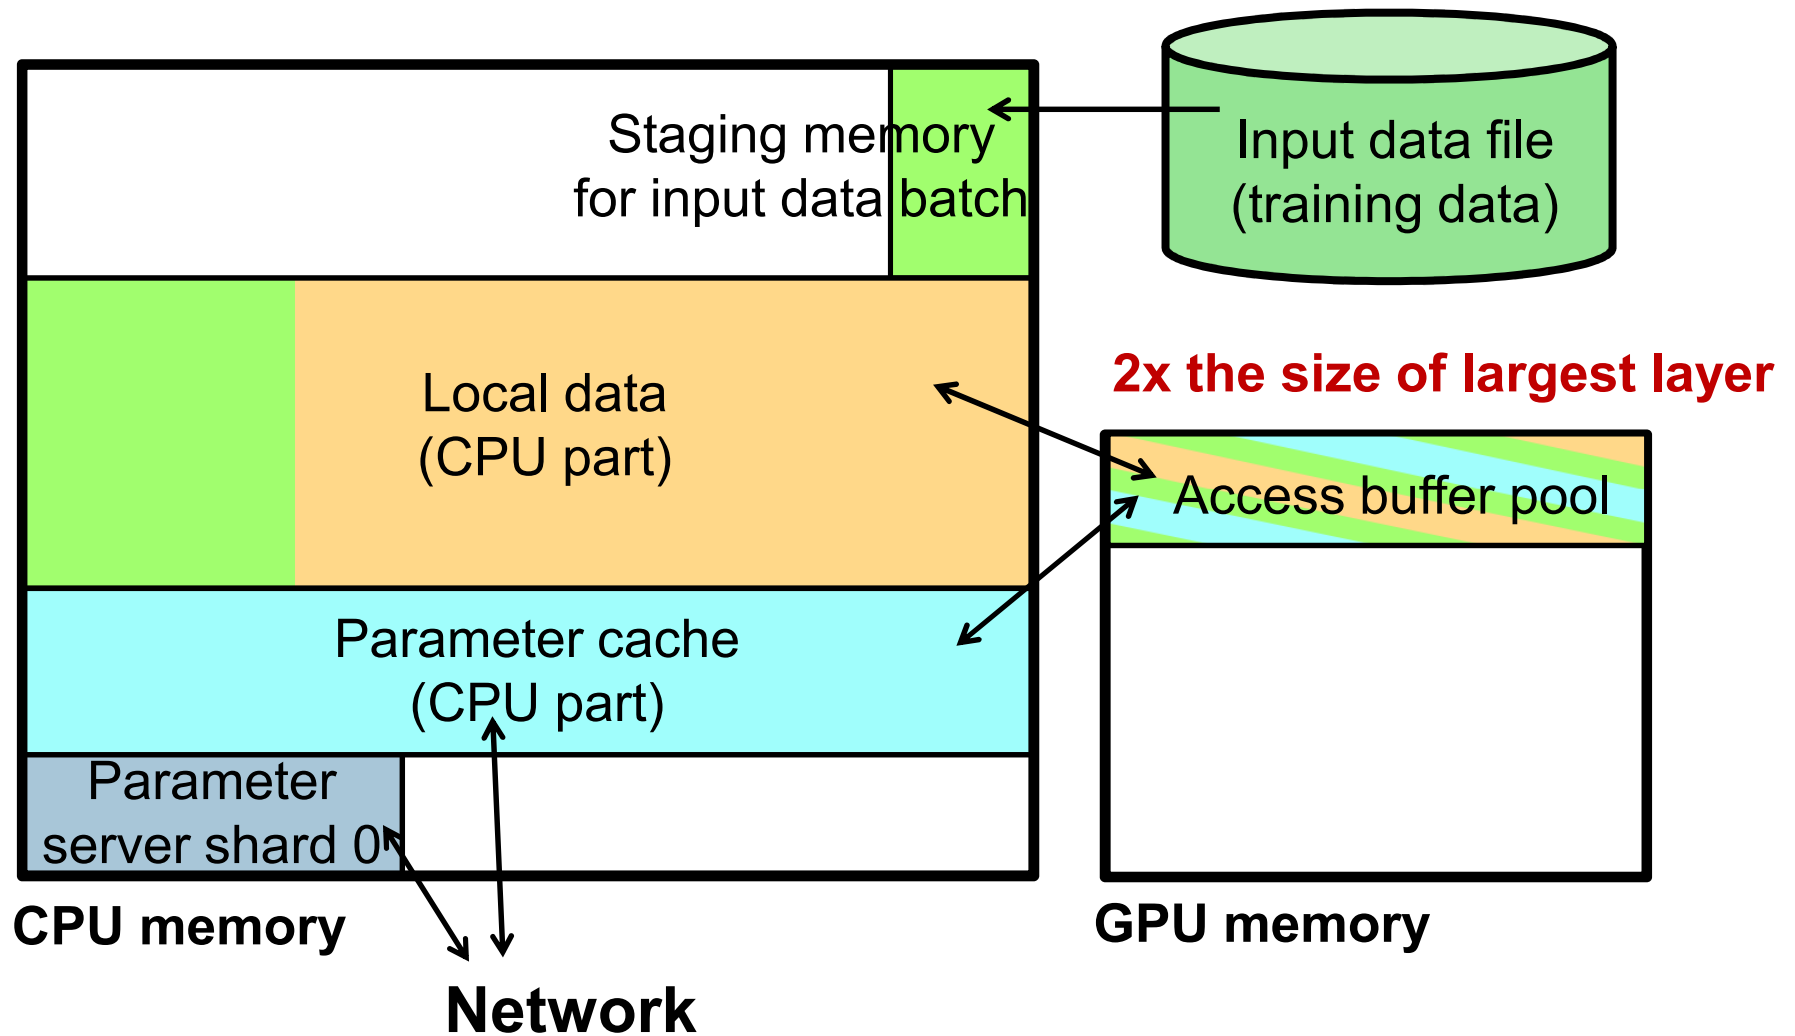 Staging memory
for input data batch
Input data file
(training data)
2x the size of largest layer
Local data
(CPU part)
Access buffer pool
Parameter cache
(CPU part)
Parameter
server shard 0
CPU memory
GPU memory
Network